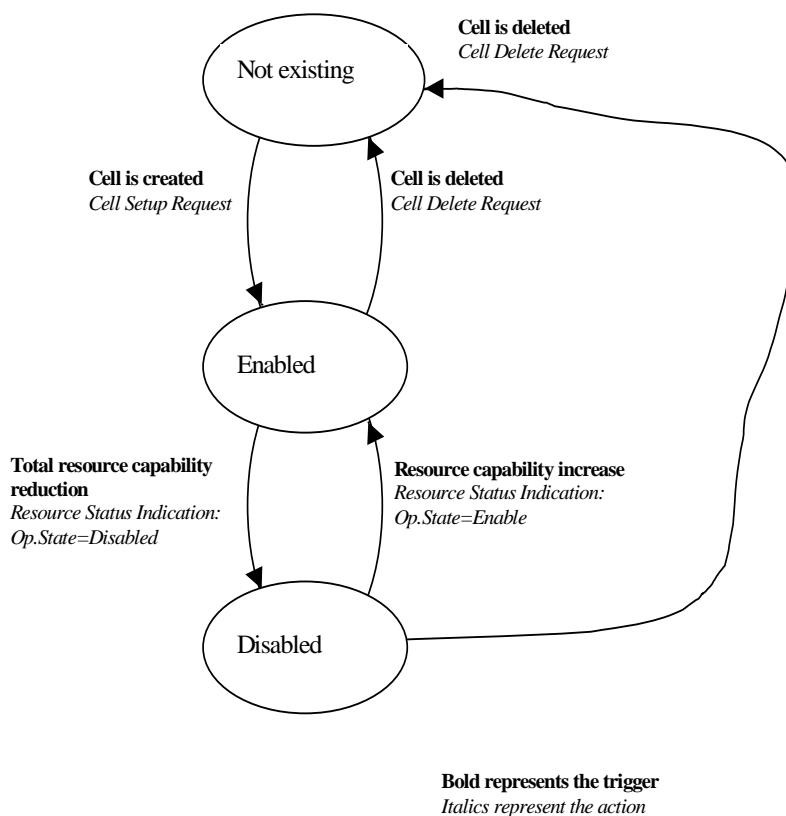 Cell is deleted
Cell Delete Request
Not existing
Cell is created
Cell Setup Request
Cell is deleted
Cell Delete Request
Enabled
Total resource capability
reduction
Resource Status Indication:
Op.State=Disabled
Resource capability increase
Resource Status Indication:
Op.State=Enable
Disabled
Bold represents the trigger
Italics represent the action